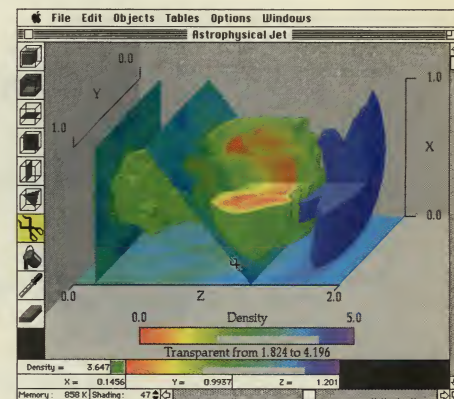 File Edit Objects Tables Options Windows
Astrophysical Jet
0.0
Y
1.0
1.0
X
0.0
0.0
Z
2.0
0.0
Density
5.0
Transparent from 1.824 to 4.196
Density = 3.647
X = 0.1456 Y = 0.9937 Z = 1.201
Memory: 858 K Shading: 47